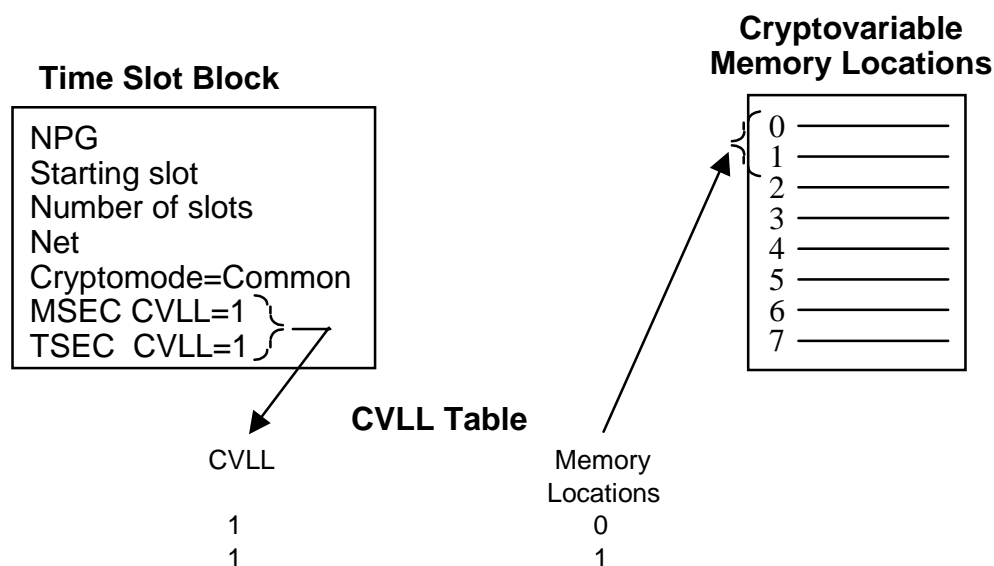 Time Slot Block
NPG
Starting slot
Number of slots
Net
Cryptomode=Common
MSEC CVLL=1
TSEC CVLL=1
Cryptovariable
Memory Locations
0
1
2
3
4
5
6
7
CVLL Table
CVLL
Memory
Locations
1 0
1 1